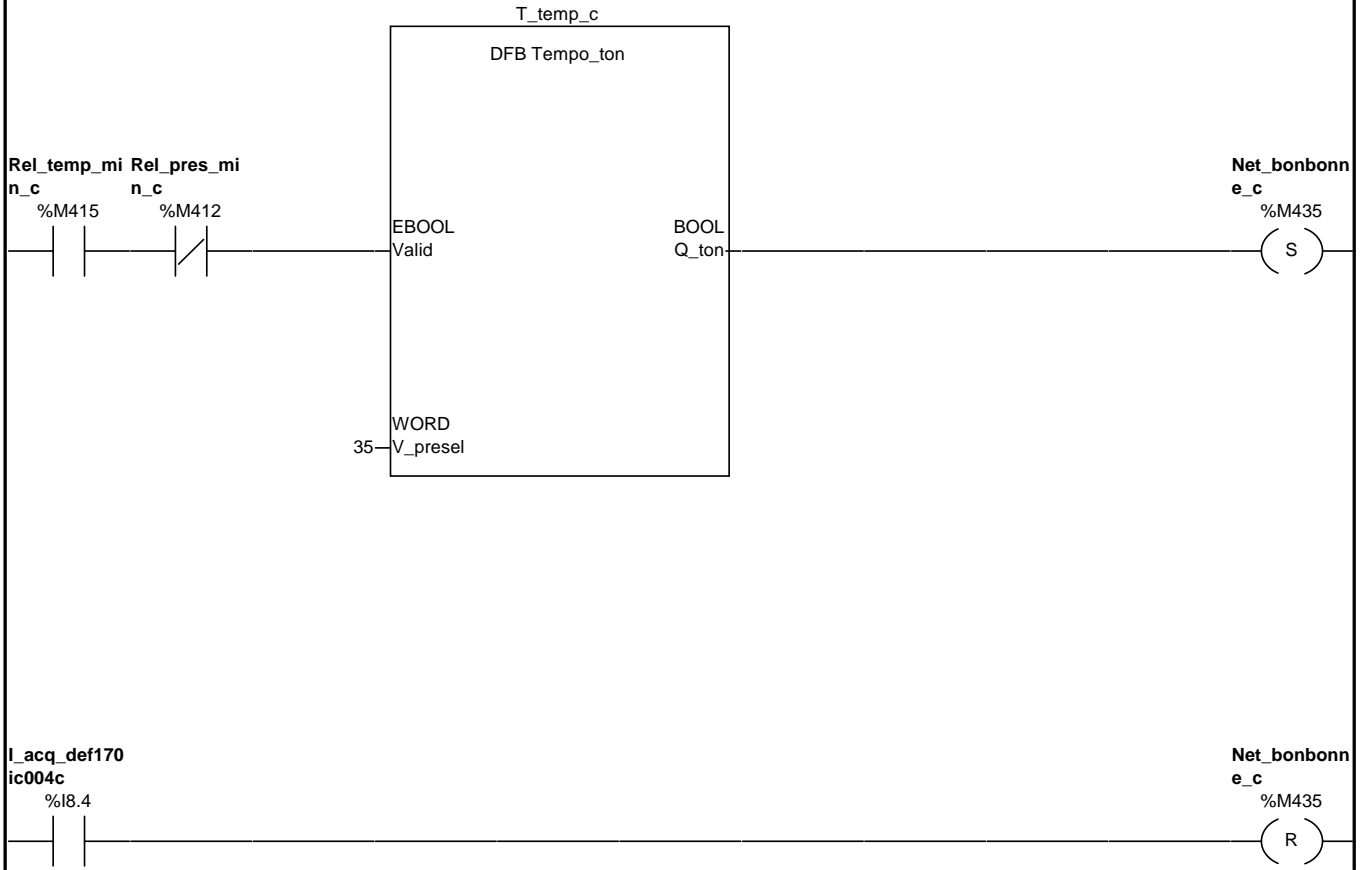 T_temp_c
DFB Tempo_ton
Rel_temp_mi Rel_pres_mi
n_c n_c
%M415 %M412
Net_bonbonn
e_c
%M435
EBOOL BOOL
Valid Q_ton
S
WORD
35 V_presel
I_acq_def170
ic004c
%I8.4
Net_bonbonn
e_c
%M435
R